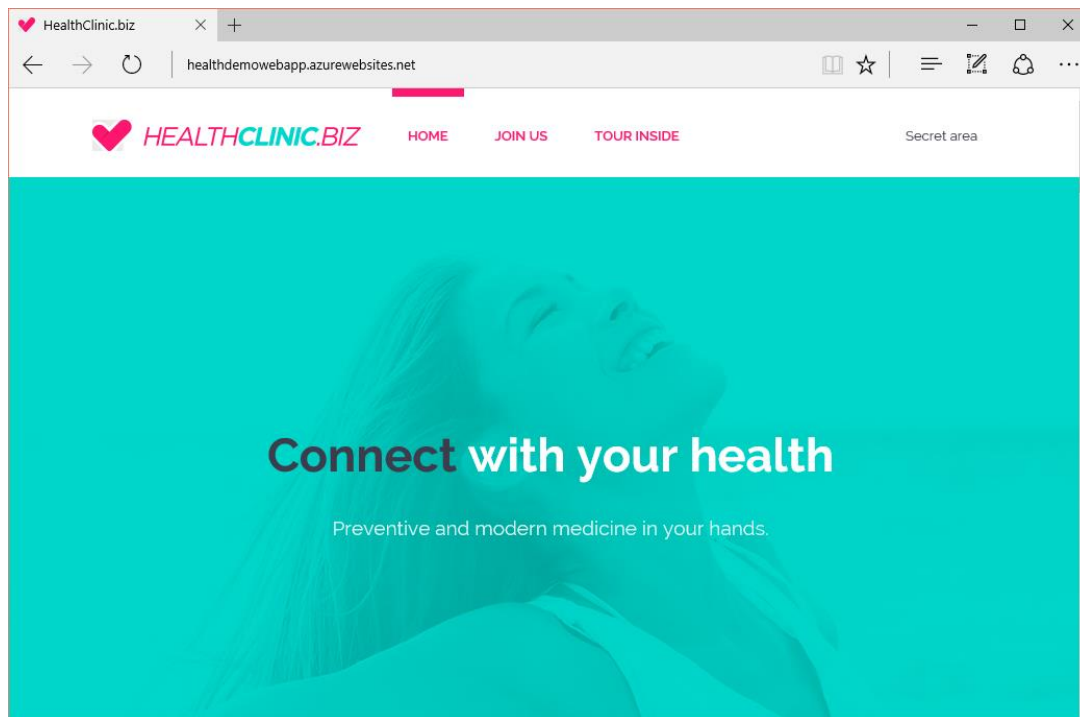 HealthClinic.biz
healthdemowebapp.azurewebsites.net
HEALTHCLINIC.BIZ HOME JOIN US TOUR INSIDE Secret area
Connect with your health
Preventive and modern medicine in your hands.